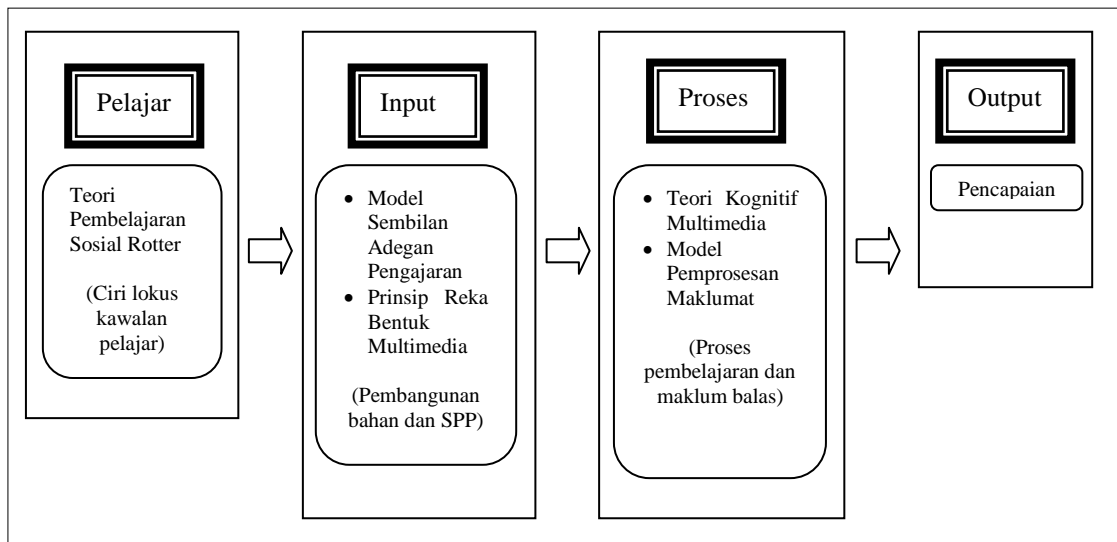 Pelajar
Teori
Pembelajaran
Sosial Rotter
(Ciri lokus
kawalan
pelajar)
Input
• Model
Sembilan
Adegan
Pengajaran
• Prinsip Reka
Bentuk
Multimedia
(Pembangunan
bahan dan SPP)
Proses
• Teori Kognitif
Multimedia
• Model
Pemprosesan
Maklumat
(Proses
pembelajaran dan
maklum balas)
Output
Pencapaian